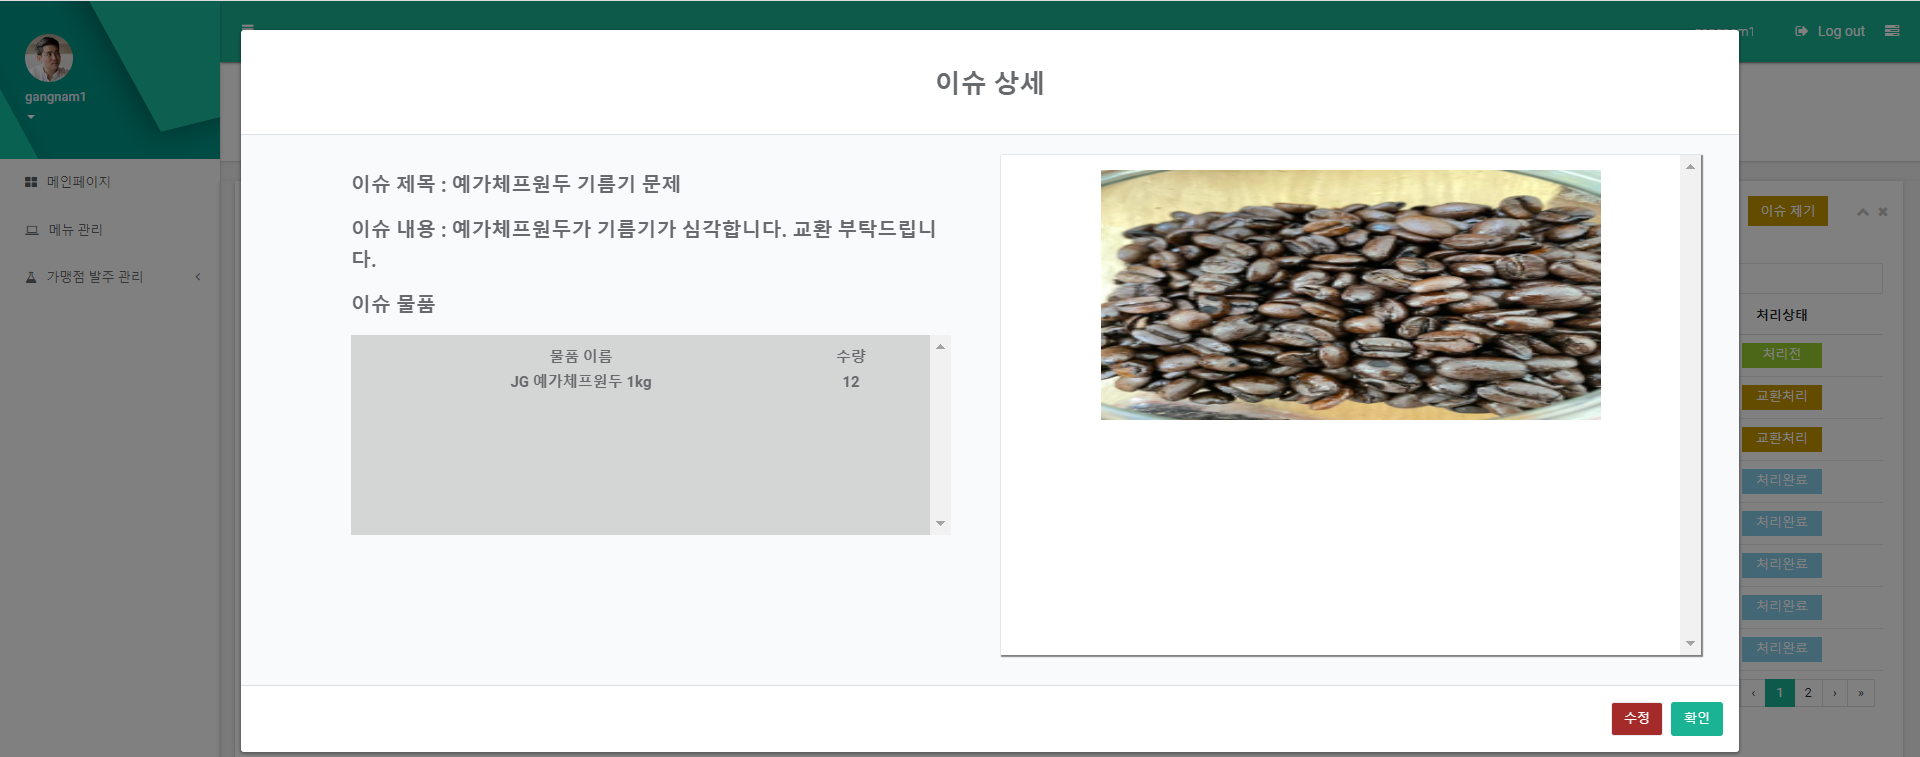 gangnam1
메인페이지
메뉴 관리
가맹점 발주 관리
Log out
이슈 상세
이슈 제목 : 예가체프원두 기름기 문제
이슈 내용 : 예가체프원두가 기름기가 심각합니다. 교환 부탁드립니
다.
이슈 물품
물품 이름 수량
JG 예가체프원두 1kg 12
수정 확인
이슈 제기
처리상태
처리전
교환처리
교환처리
처리완료
처리완료
처리완료
처리완료
처리완료
‹ 1 2 › »